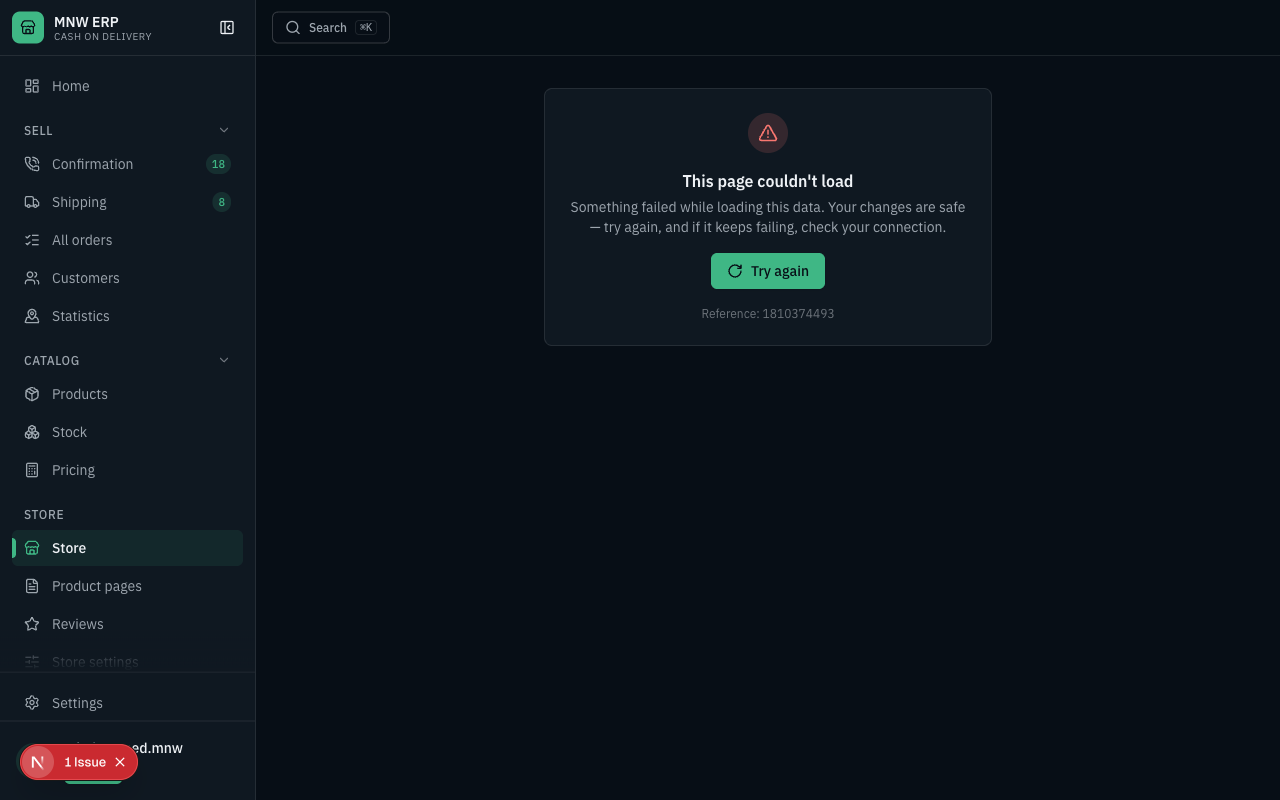 MNW ERP
CASH ON DELIVERY
Search ⌘K
Home
SELL
Confirmation 18
Shipping 8
All orders
Customers
Statistics
CATALOG
Products
Stock
Pricing
STORE
Store
Product pages
Reviews
Store settings
Settings
ed.mnw
N 1 Issue
This page couldn't load
Something failed while loading this data. Your changes are safe
— try again, and if it keeps failing, check your connection.
Try again
Reference: 1810374493